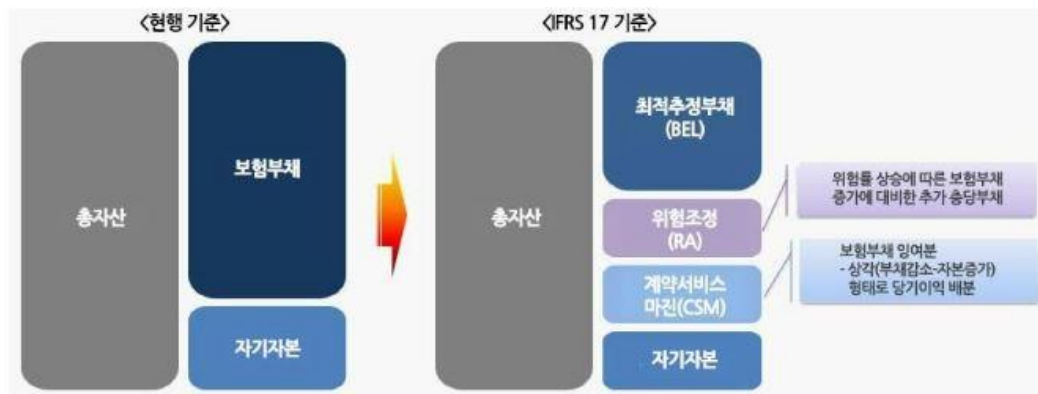 <현행 기준>
총자산
보험부채
자기자본
<IFRS 17 기준>
총자산
최적추정부채
(BEL)
위험조정
(RA)
계약서비스
마진(CSM)
자기자본
위험률 상승에 따른 보험부채
증가에 대비한 추가 충당부채
보험부채 잉여분
- 상각(부채감소-자본증가)
형태로 당기이익 배분